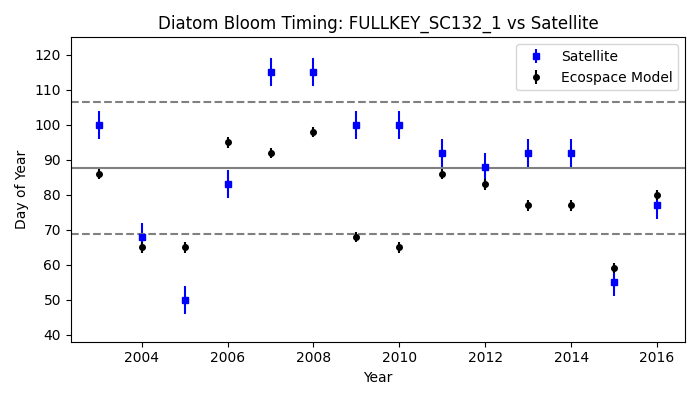 Diatom Bloom Timing: FULLKEY_SC132_1 vs Satellite
Satellite
Ecospace Model
120
110
100
90
80
70
60
50
40
Day of Year
2004 2006 2008 2010 2012 2014 2016
Year